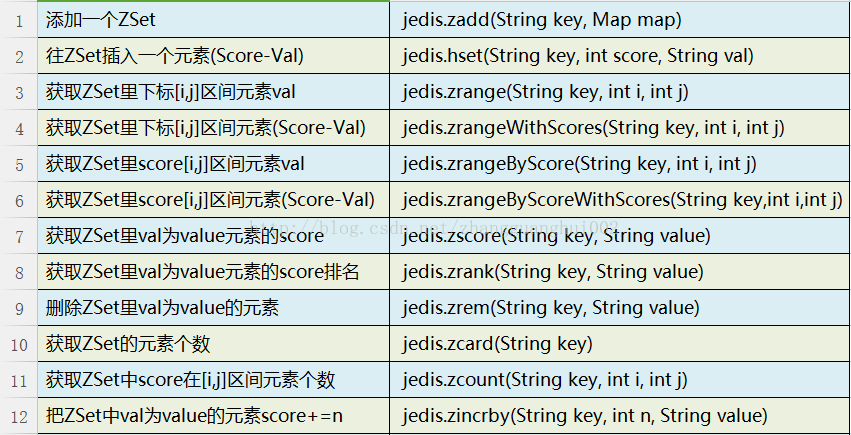 1 添加一个ZSet jedis.zadd(String key, Map map)
2 往ZSet插入一个元素(Score-Val) jedis.hset(String key, int score, String val)
3 获取ZSet里下标[i,j]区间元素val jedis.zrange(String key, int i, int j)
4 获取ZSet里下标[i,j]区间元素(Score-Val) jedis.zrangeWithScores(String key, int i, int j)
5 获取ZSet里score[i,j]区间元素val jedis.zrangeByScore(String key, int i, int j)
6 获取ZSet里score[i,j]区间元素(Score-Val) jedis.zrangeByScoreWithScores(String key,int i,int j)
http://blog.csdn.net/zhangguanghui002
7 获取ZSet里val为value元素的score jedis.zscore(String key, String value)
8 获取ZSet里val为value元素的score排名 jedis.zrank(String key, String value)
9 删除ZSet里val为value的元素 jedis.zrem(String key, String value)
10 获取ZSet的元素个数 jedis.zcard(String key)
11 获取ZSet中score在[i,j]区间元素个数 jedis.zcount(String key, int i, int j)
12 把ZSet中val为value的元素score+=n jedis.zincrby(String key, int n, String value)